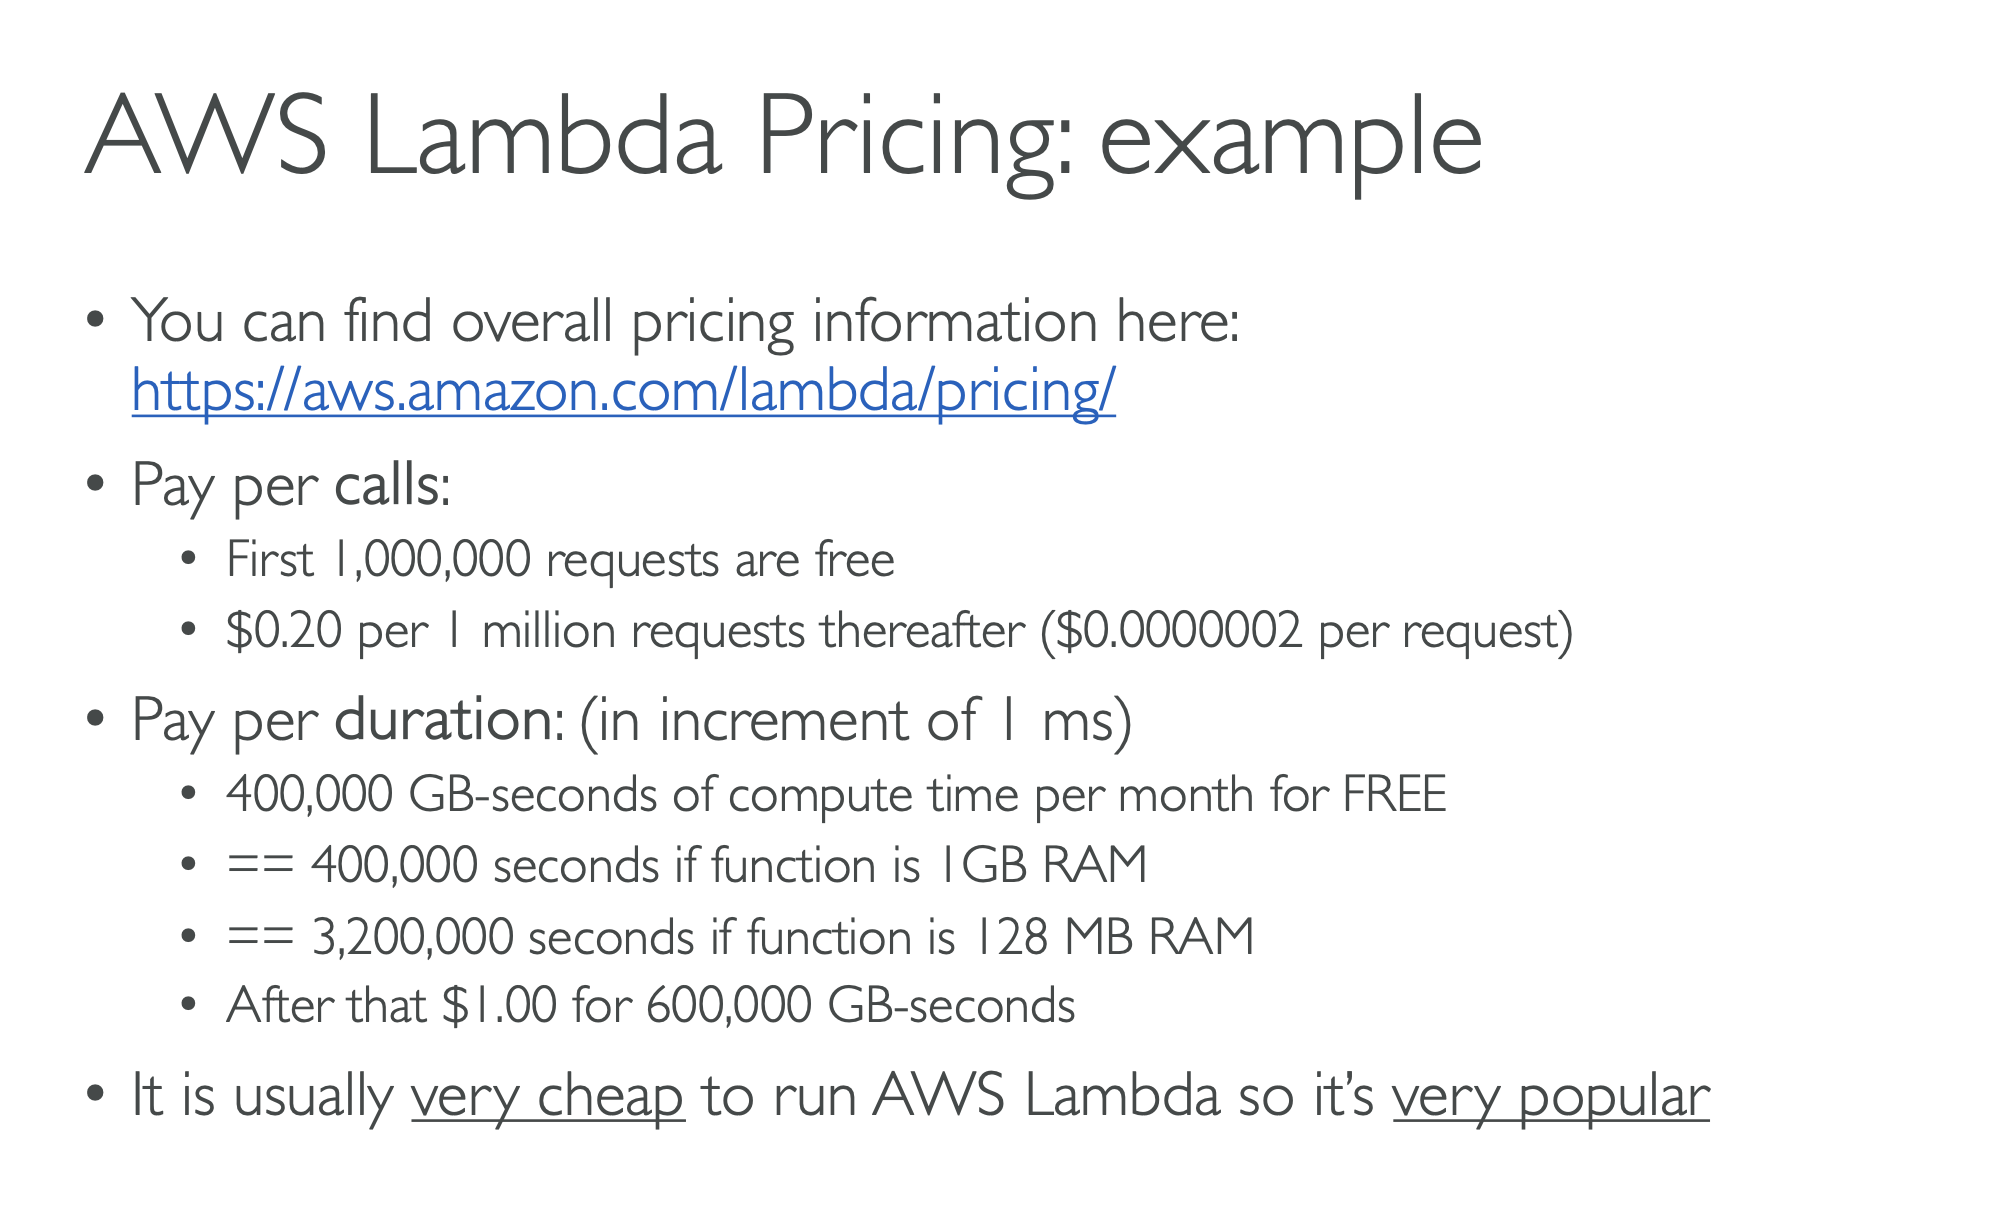 AWS Lambda Pricing: example
• You can find overall pricing information here:
https://aws.amazon.com/lambda/pricing/
• Pay per calls:
• First 1,000,000 requests are free
• $0.20 per 1 million requests thereafter ($0.0000002 per request)
• Pay per duration: (in increment of 1 ms)
• 400,000 GB-seconds of compute time per month for FREE
• == 400,000 seconds if function is 1GB RAM
• == 3,200,000 seconds if function is 128 MB RAM
• After that $1.00 for 600,000 GB-seconds
• It is usually very cheap to run AWS Lambda so it’s very popular